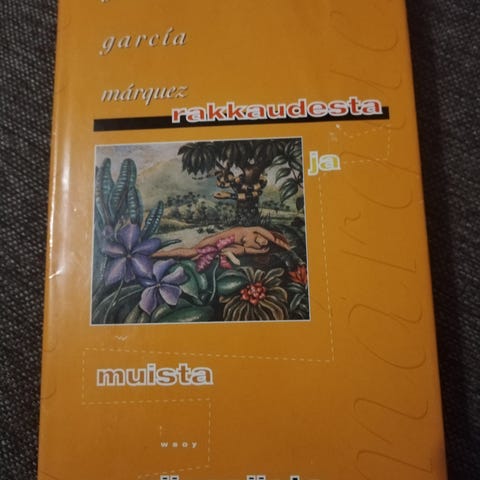 garcía
márquez
rakkaudesta
ja
muista
wsoy